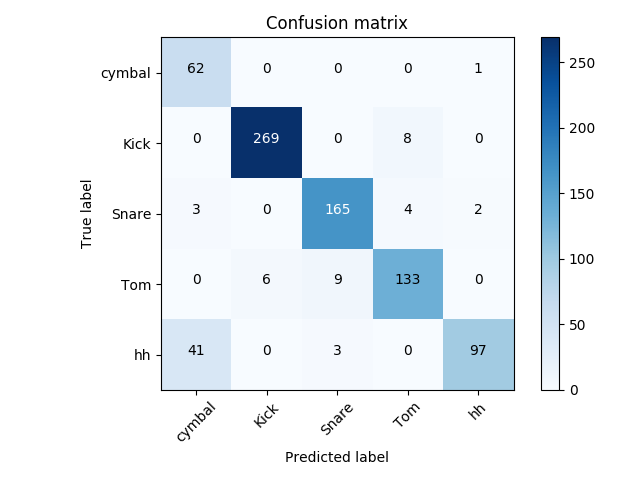 Confusion matrix
True label
cymbal 62 0 0 0 1
Kick 0 269 0 8 0
Snare 3 0 165 4 2
Tom 0 6 9 133 0
hh 41 0 3 0 97
cymbal Kick Snare Tom hh
Predicted label
250
200
150
100
50
0